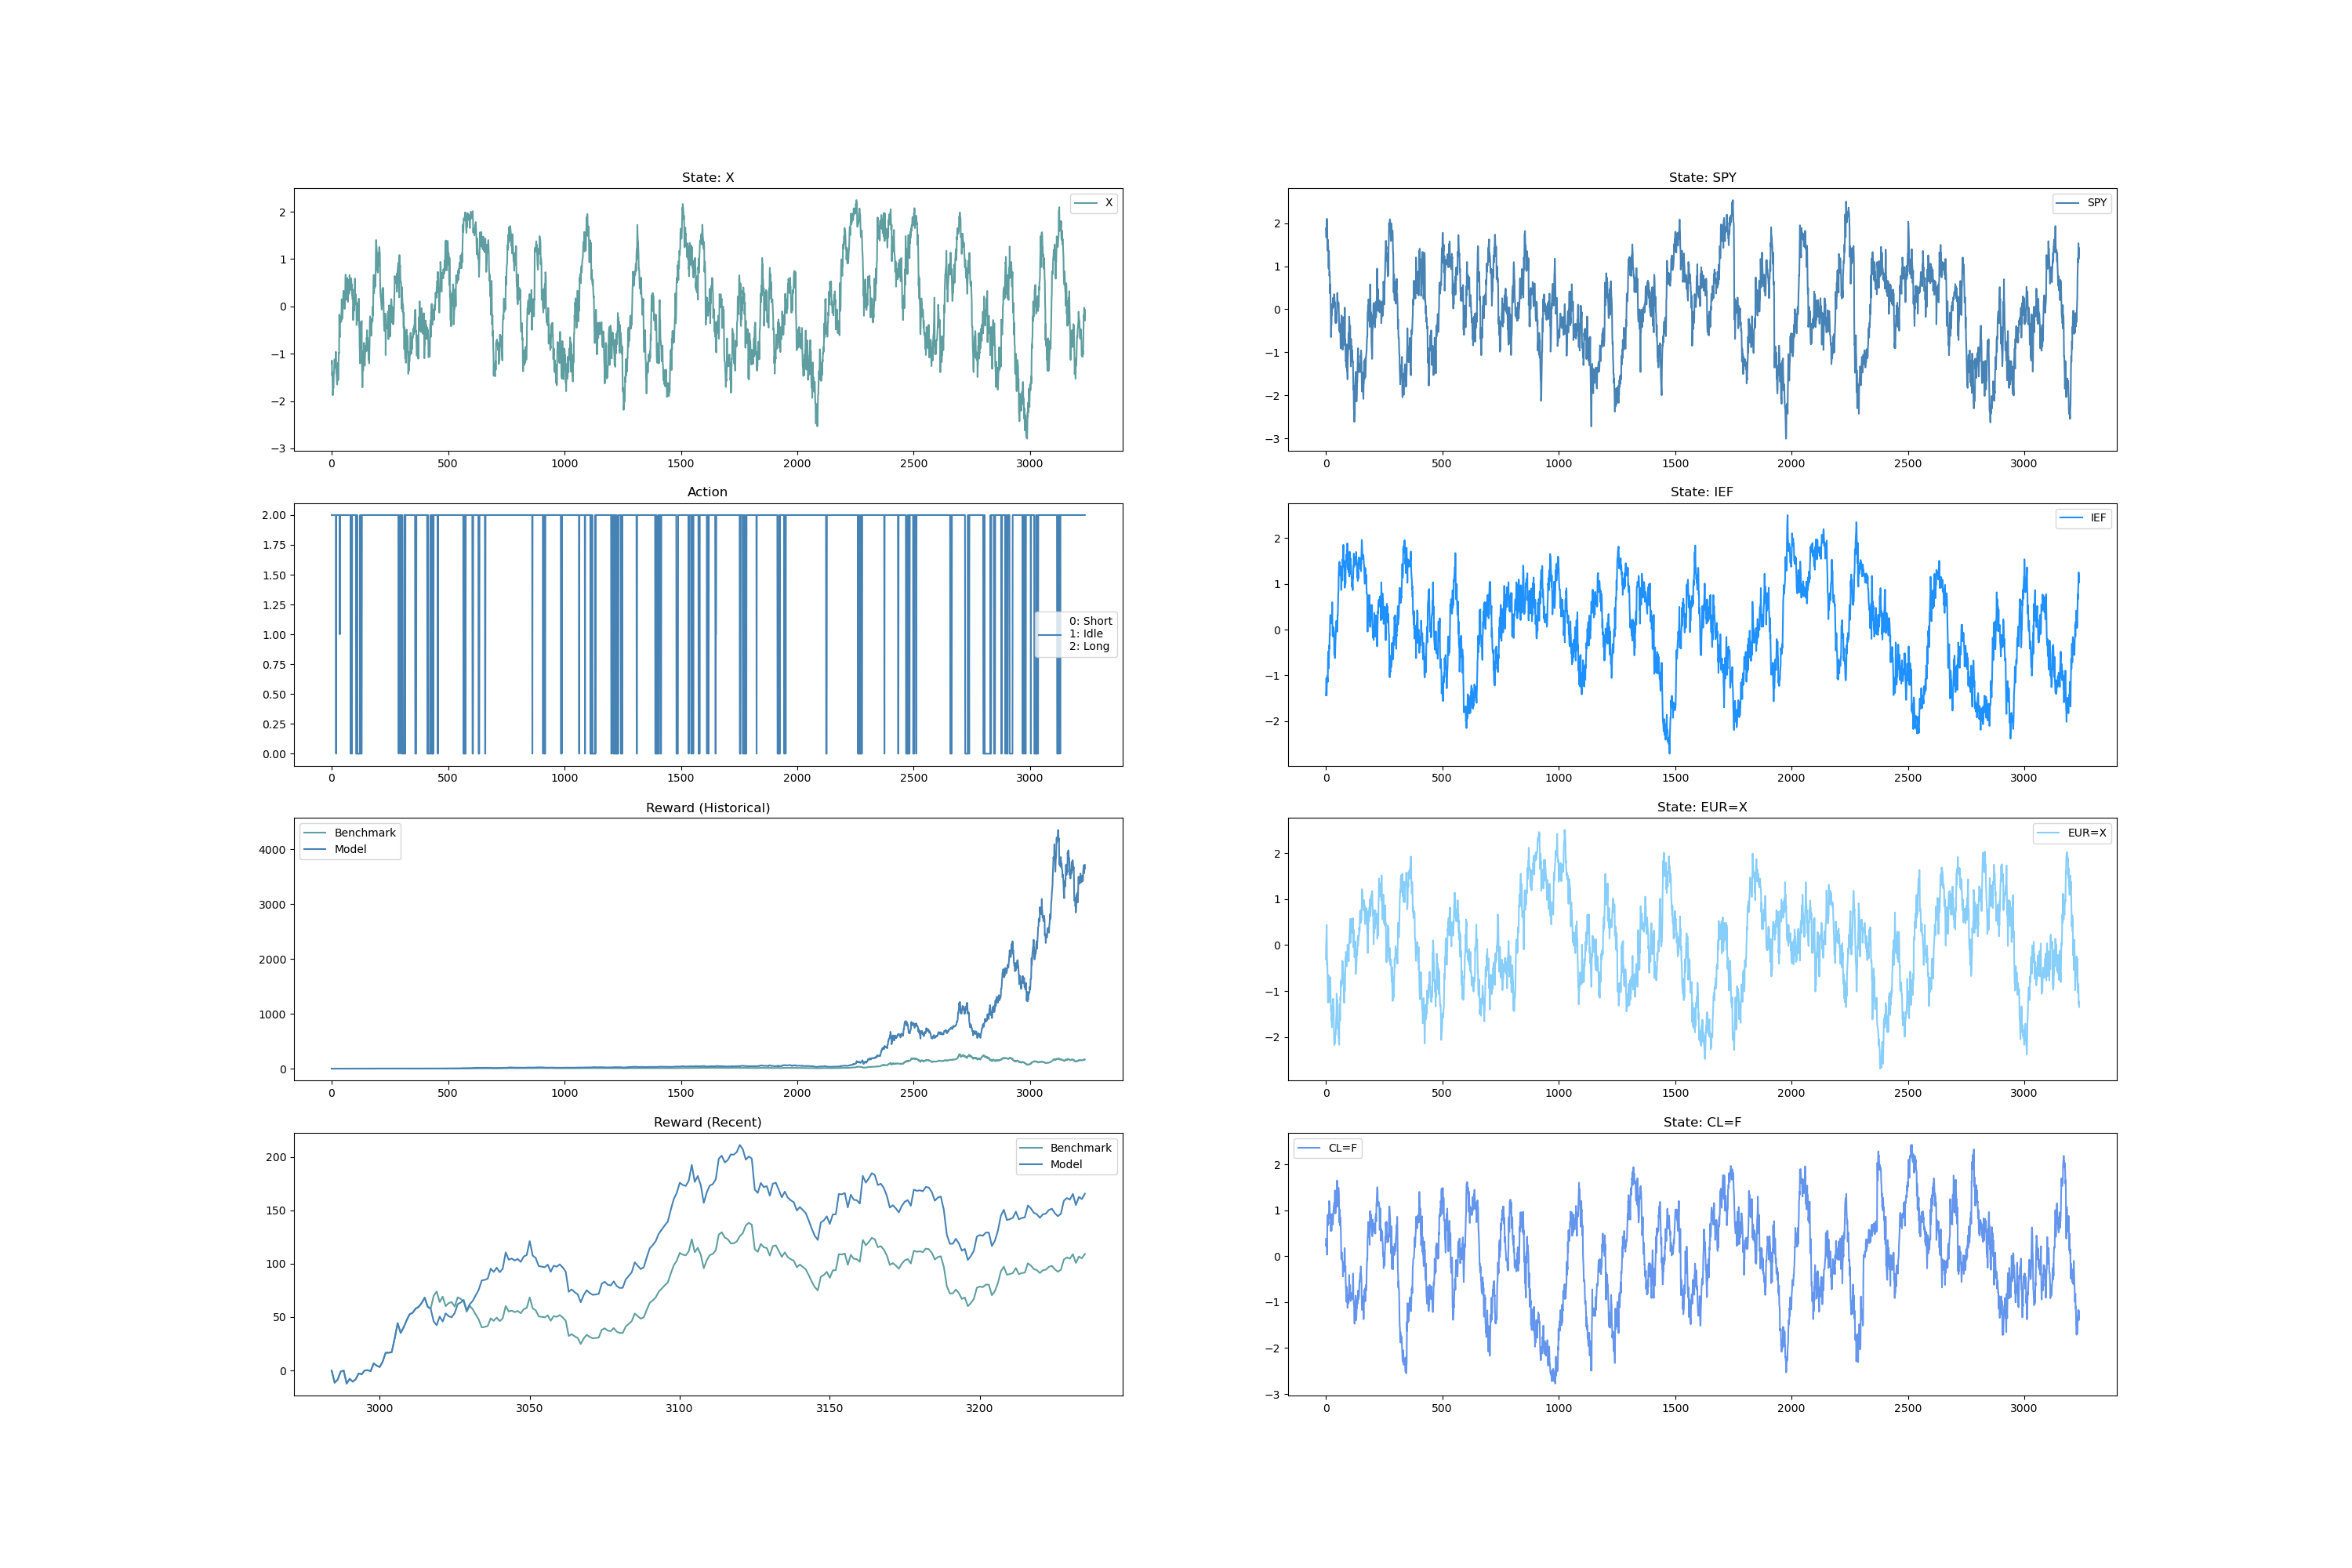 State: X
X
2
1
0
−1
−2
−3
0 500 1000 1500 2000 2500 3000
State: SPY
SPY
2
1
0
−1
−2
−3
0 500 1000 1500 2000 2500 3000
Action
2.00
1.75
1.50
1.25
1.00
0.75
0.50
0.25
0.00
0: Short
1: Idle
2: Long
0 500 1000 1500 2000 2500 3000
State: IEF
IEF
2
1
0
−1
−2
0 500 1000 1500 2000 2500 3000
Reward (Historical)
Benchmark
Model
4000
3000
2000
1000
0
0 500 1000 1500 2000 2500 3000
State: EUR=X
EUR=X
2
1
0
−1
−2
0 500 1000 1500 2000 2500 3000
Reward (Recent)
Benchmark
Model
200
150
100
50
0
3000 3050 3100 3150 3200
State: CL=F
CL=F
2
1
0
−1
−2
−3
0 500 1000 1500 2000 2500 3000